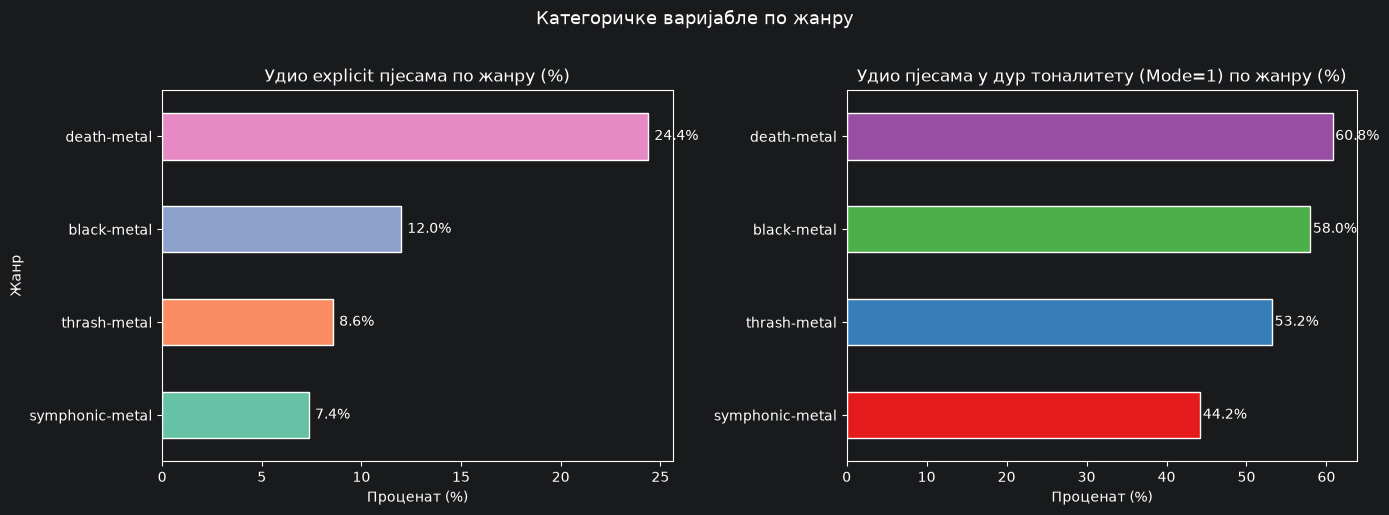 Категоричке варијабле по жанру
Удио explicit пјесама по жанру (%)
Жанр
death-metal
24.4%
black-metal
12.0%
thrash-metal
8.6%
symphonic-metal
7.4%
0 5 10 15 20 25
Проценат (%)
Удио пјесама у дур тоналитету (Mode=1) по жанру (%)
death-metal
60.8%
black-metal
58.0%
thrash-metal
53.2%
symphonic-metal
44.2%
0 10 20 30 40 50 60
Проценат (%)